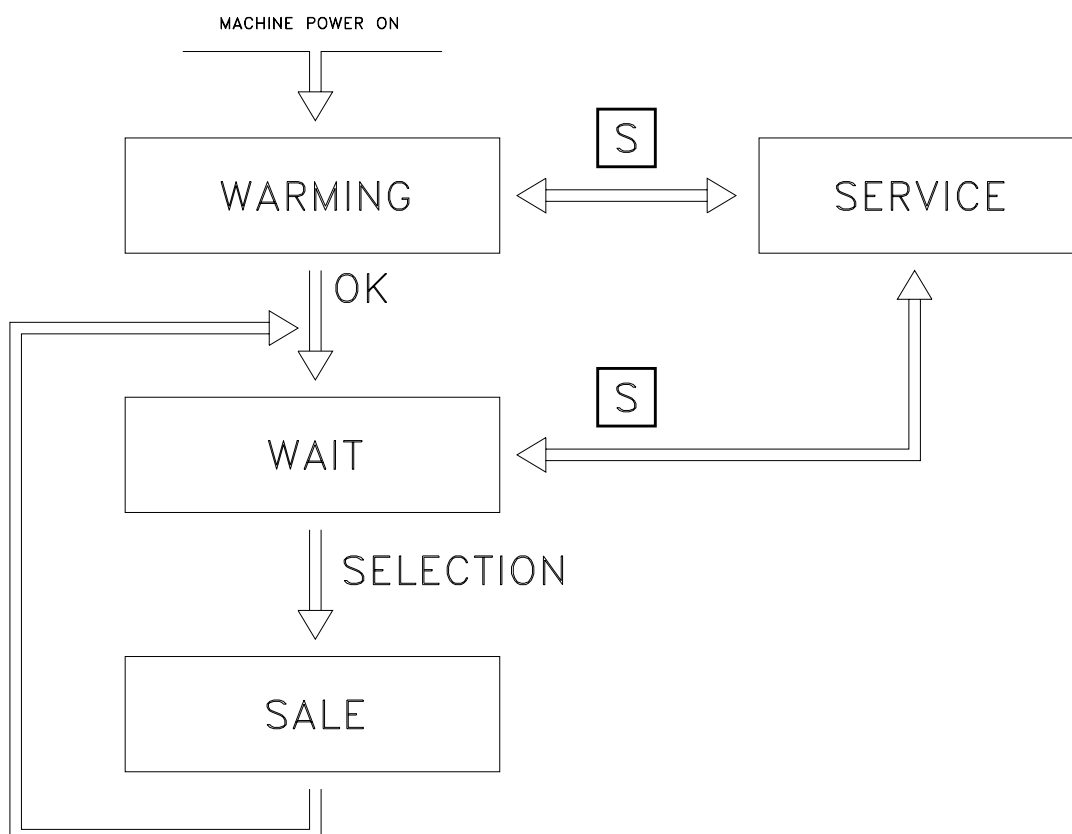 MACHINE POWER ON
S
WARMING
SERVICE
OK
S
WAIT
SELECTION
SALE